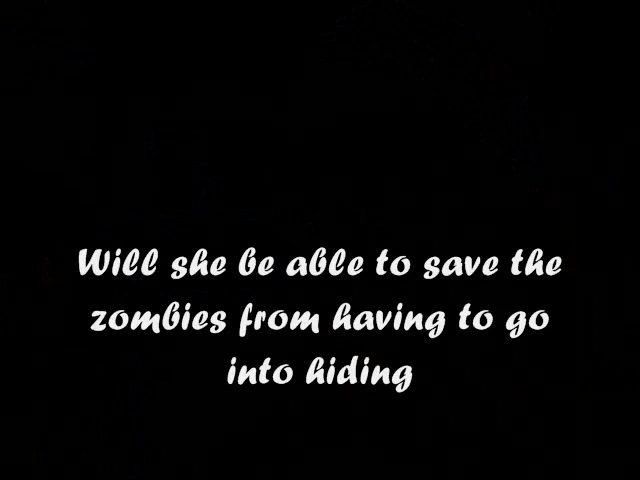 Will she be able to save the
zombies from having to go
into hiding